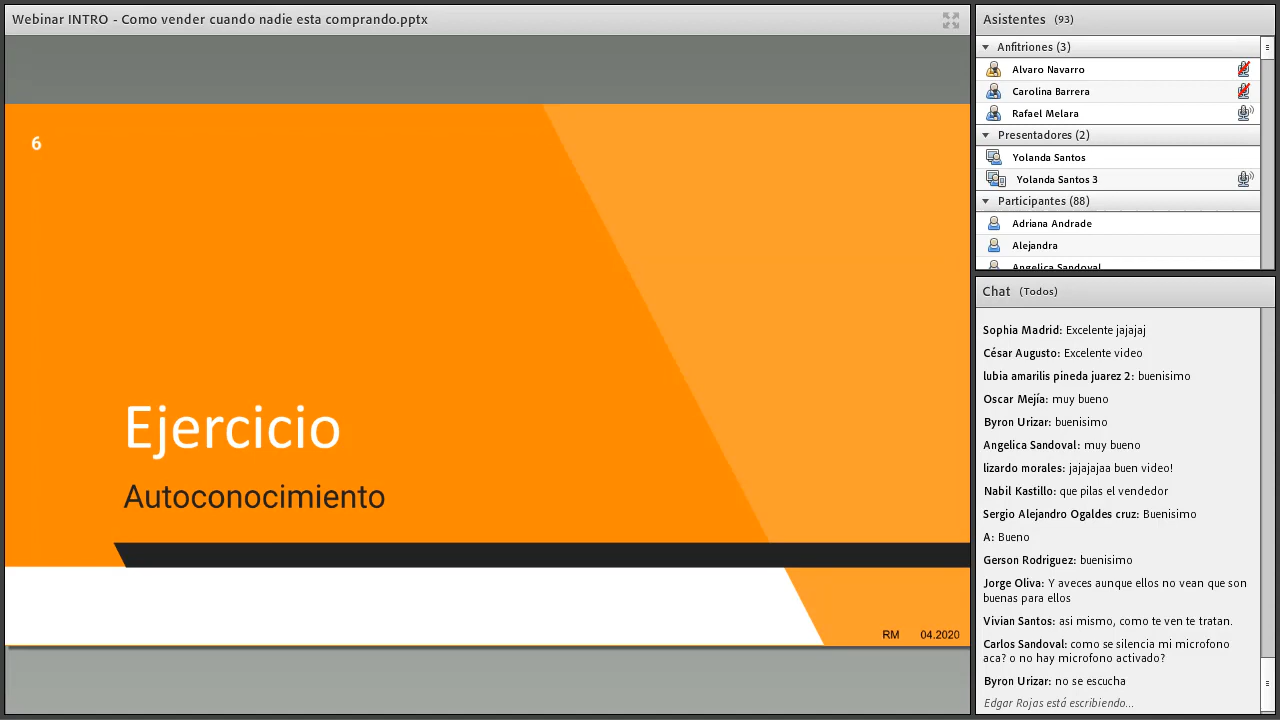 Webinar INTRO - Como vender cuando nadie esta comprando.pptx
6
Ejercicio
Autoconocimiento
RM 04.2020
Asistentes (93)
Anfitriones (3)
Alvaro Navarro
Carolina Barrera
Rafael Melara
Presentadores (2)
Yolanda Santos
Yolanda Santos 3
Participantes (88)
Adriana Andrade
Alejandra
Angelica Sandoval
Chat (Todos)
Sophia Madrid: Excelente jajajaj
César Augusto: Excelente video
lubia amarilis pineda juarez 2: buenisimo
Oscar Mejía: muy bueno
Byron Urizar: buenisimo
Angelica Sandoval: muy bueno
lizardo morales: jajajajaa buen video!
Nabil Kastillo: que pilas el vendedor
Sergio Alejandro Ogaldes cruz: Buenisimo
A: Bueno
Gerson Rodriguez: buenisimo
Jorge Oliva: Y aveces aunque ellos no vean que son
buenas para ellos
Vivian Santos: asi mismo, como te ven te tratan.
Carlos Sandoval: como se silencia mi microfono
aca? o no hay microfono activado?
Byron Urizar: no se escucha
Edgar Rojas está escribiendo...